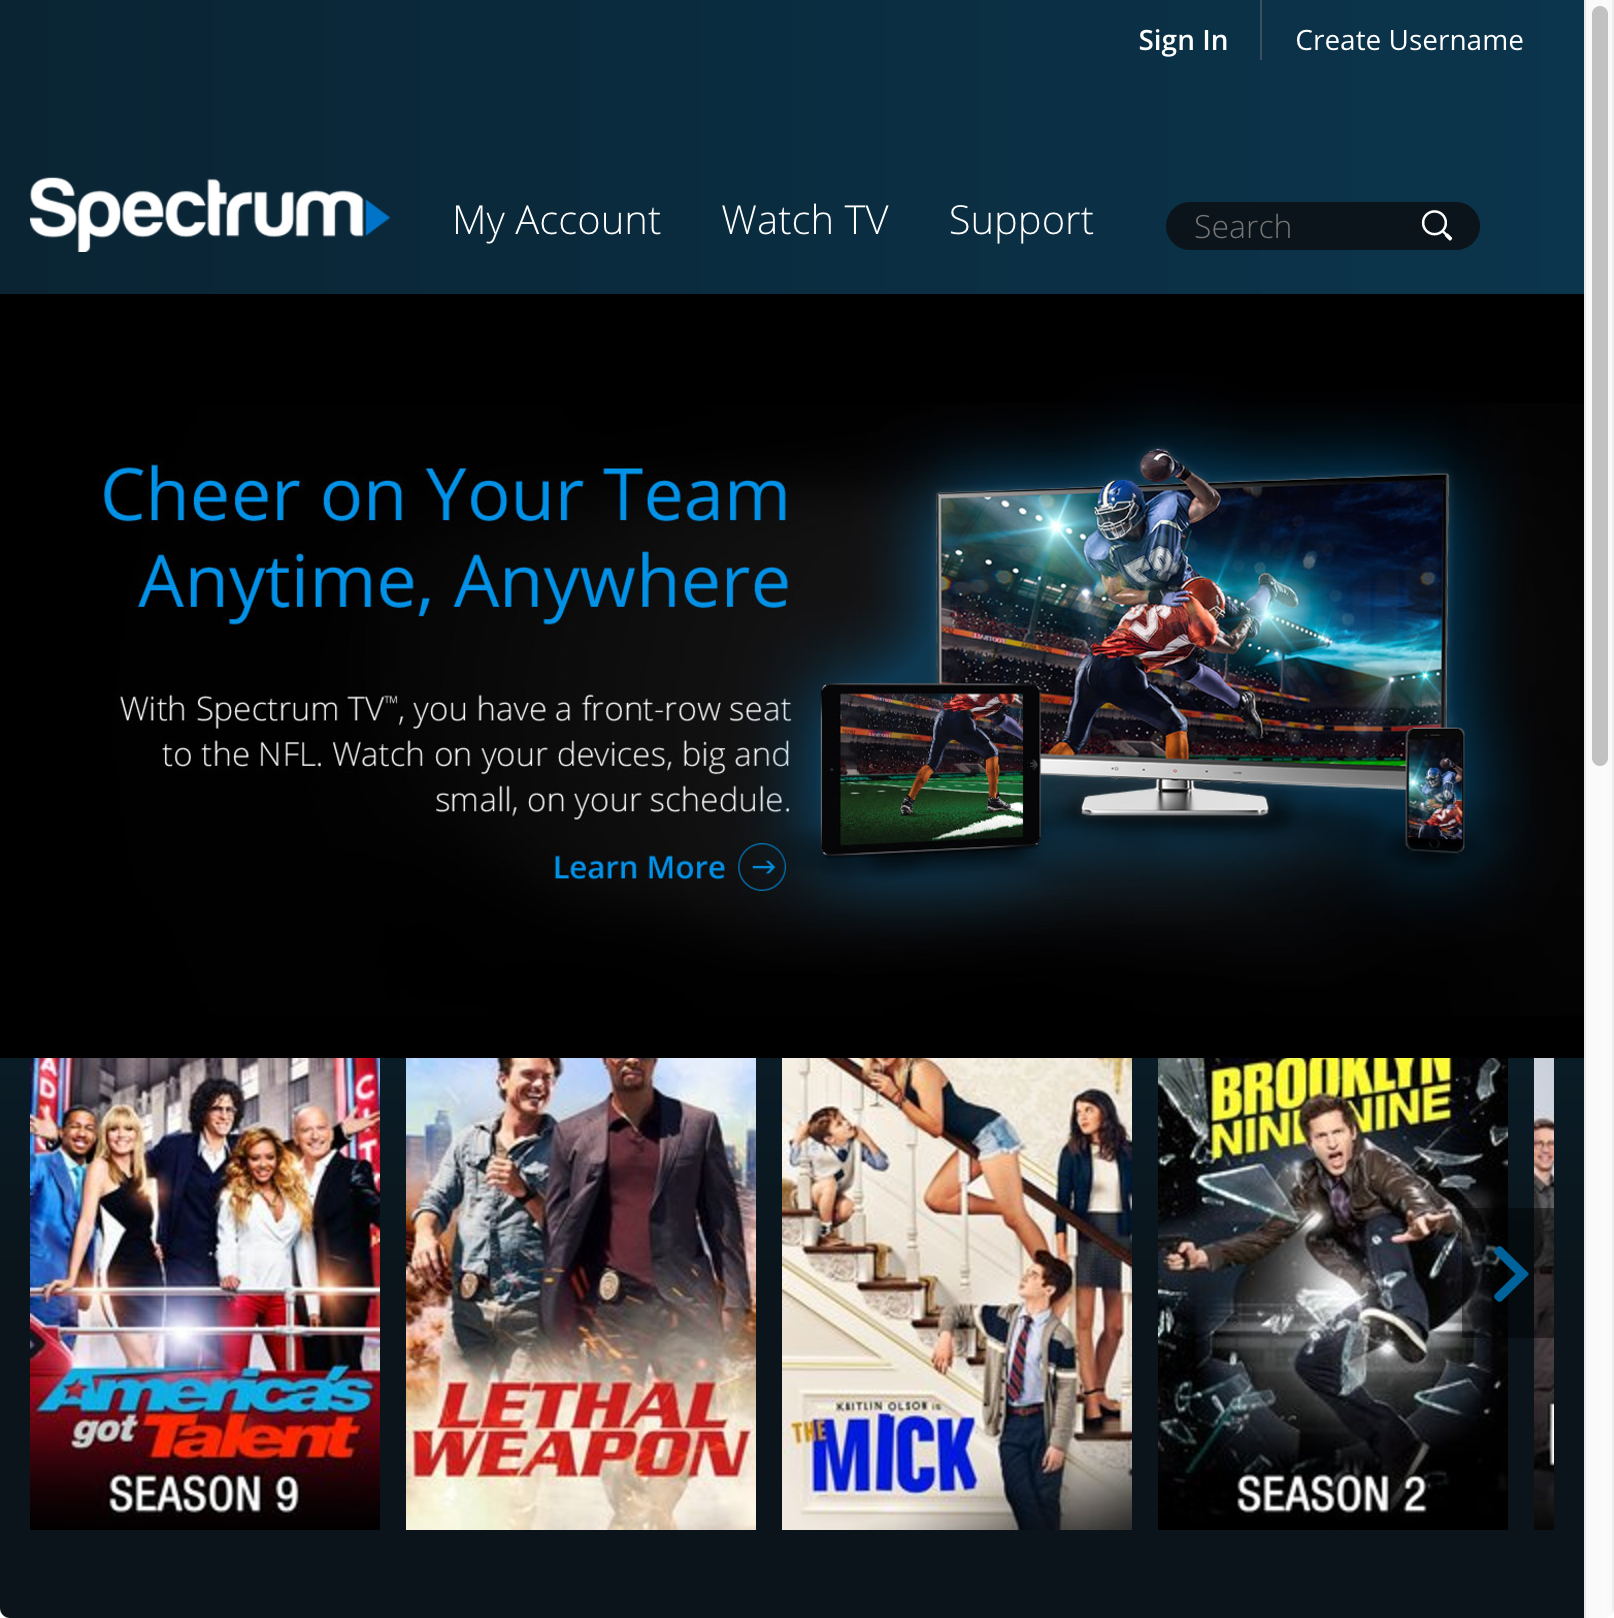 Sign In
Create Username
Spectrum
My Account
Watch TV
Support
Search
Cheer on Your Team
Anytime, Anywhere
With Spectrum TV™, you have a front-row seat
to the NFL. Watch on your devices, big and
small, on your schedule.
Learn More
America's
got Talent
SEASON 9
LETHAL
WEAPON
KAITLIN OLSON is
THE
MICK
BROOKLYN
NINE-NINE
SEASON 2